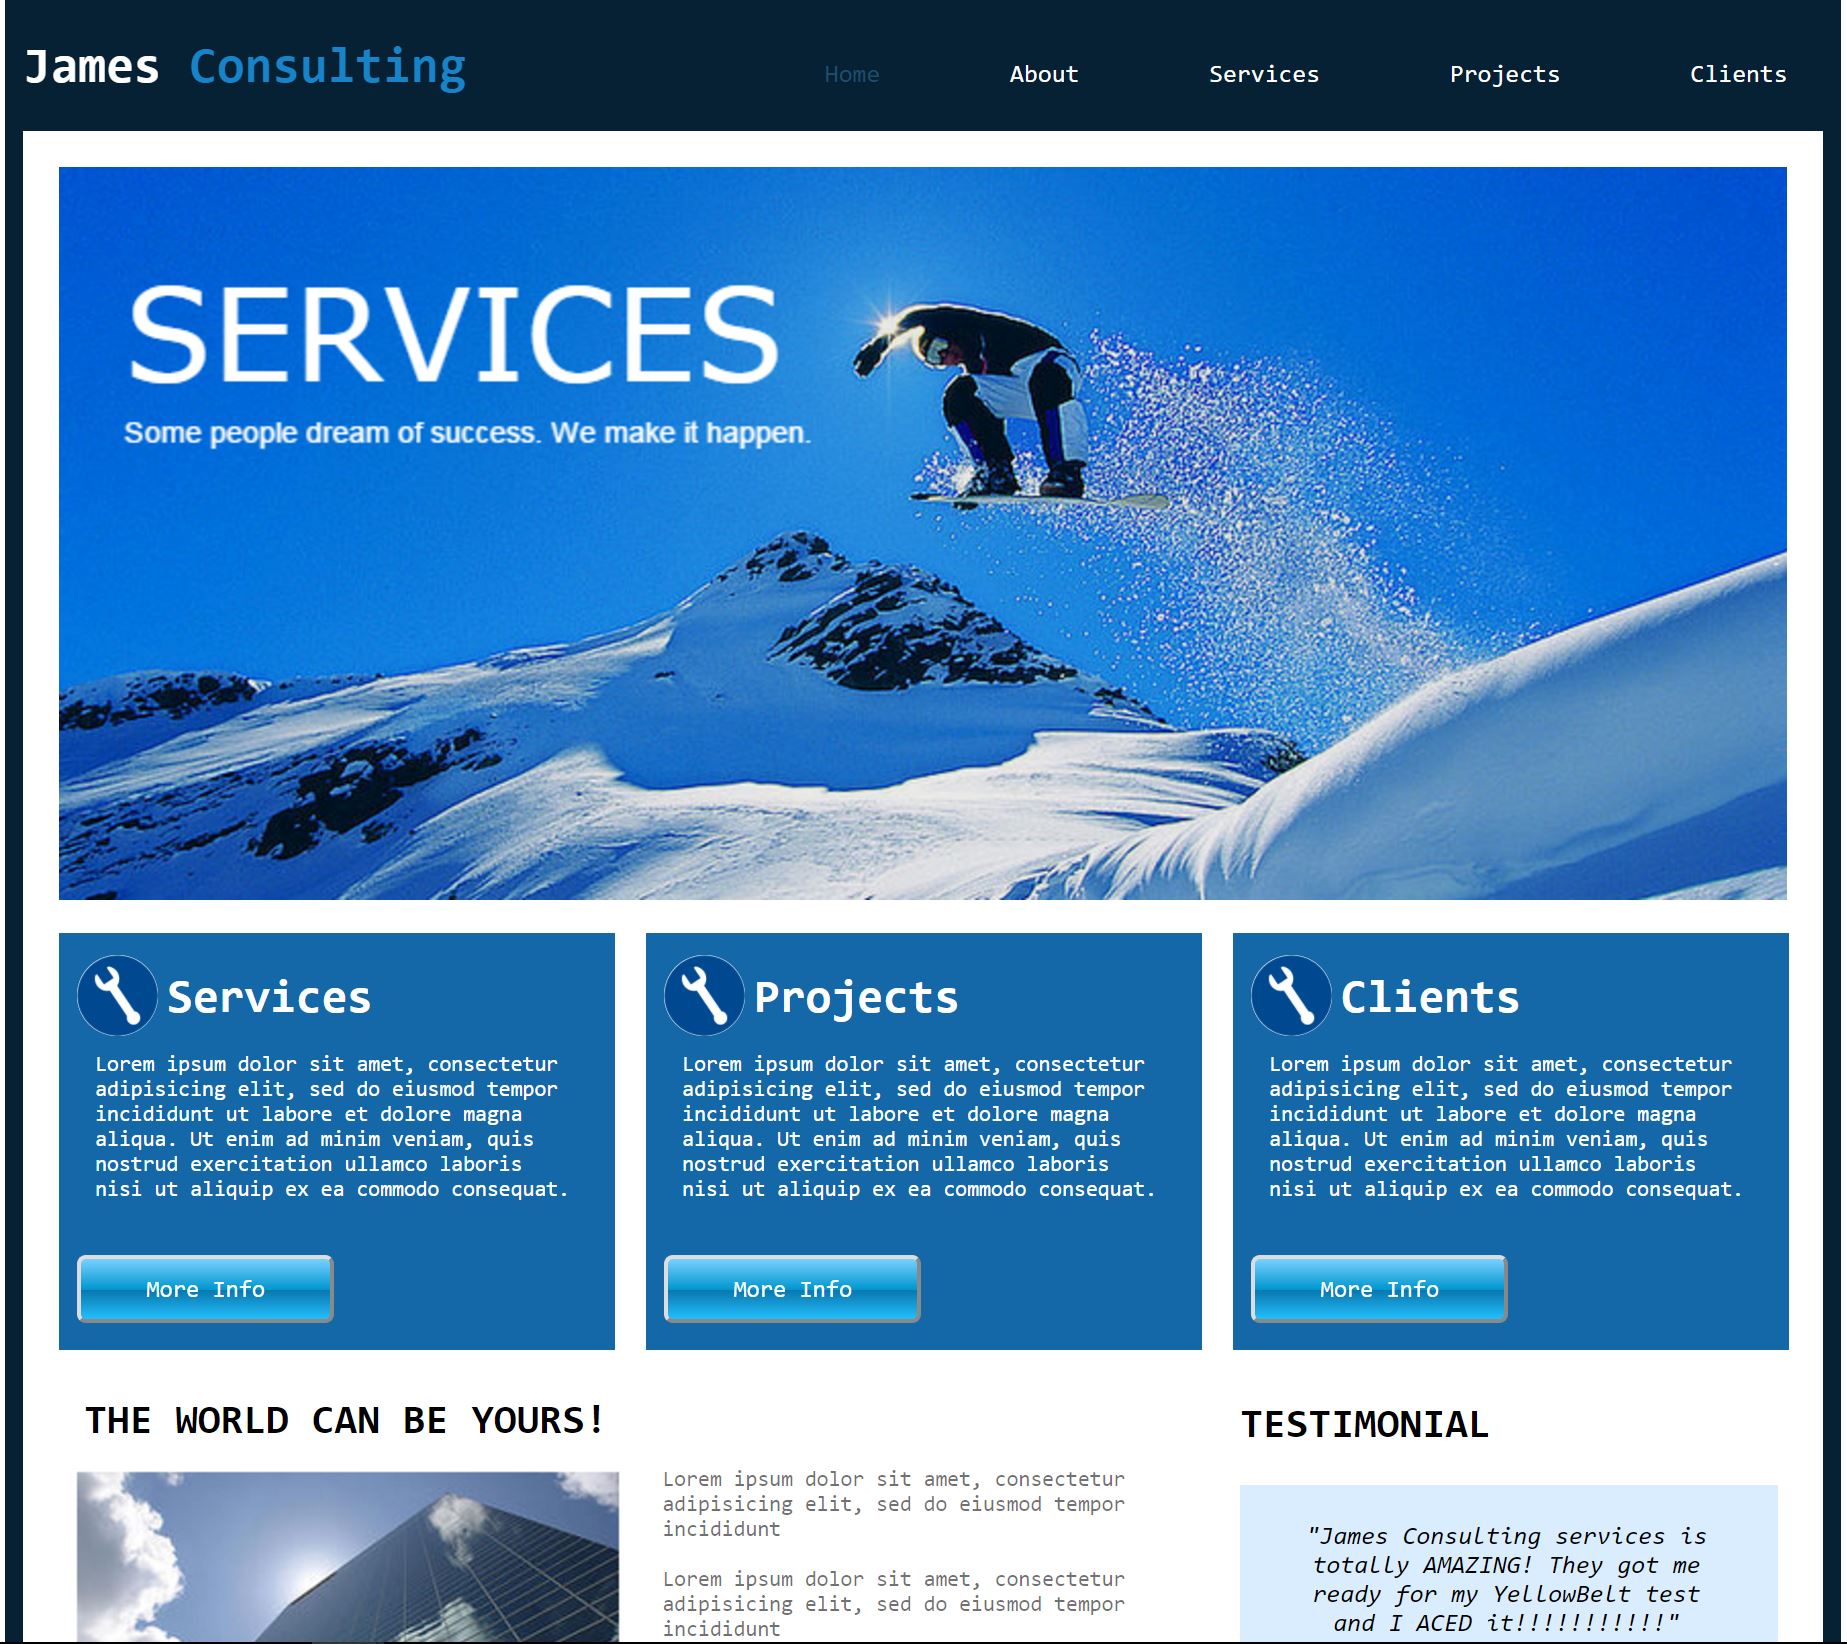 James Consulting
Home About Services Projects Clients
SERVICES
Some people dream of success. We make it happen.
Services
Lorem ipsum dolor sit amet, consectetur
adipisicing elit, sed do eiusmod tempor
incididunt ut labore et dolore magna
aliqua. Ut enim ad minim veniam, quis
nostrud exercitation ullamco laboris
nisi ut aliquip ex ea commodo consequat.
More Info
Projects
Lorem ipsum dolor sit amet, consectetur
adipisicing elit, sed do eiusmod tempor
incididunt ut labore et dolore magna
aliqua. Ut enim ad minim veniam, quis
nostrud exercitation ullamco laboris
nisi ut aliquip ex ea commodo consequat.
More Info
Clients
Lorem ipsum dolor sit amet, consectetur
adipisicing elit, sed do eiusmod tempor
incididunt ut labore et dolore magna
aliqua. Ut enim ad minim veniam, quis
nostrud exercitation ullamco laboris
nisi ut aliquip ex ea commodo consequat.
More Info
THE WORLD CAN BE YOURS!
Lorem ipsum dolor sit amet, consectetur
adipisicing elit, sed do eiusmod tempor
incididunt
Lorem ipsum dolor sit amet, consectetur
adipisicing elit, sed do eiusmod tempor
incididunt
TESTIMONIAL
"James Consulting services is
totally AMAZING! They got me
ready for my YellowBelt test
and I ACED it!!!!!!!!!!!"